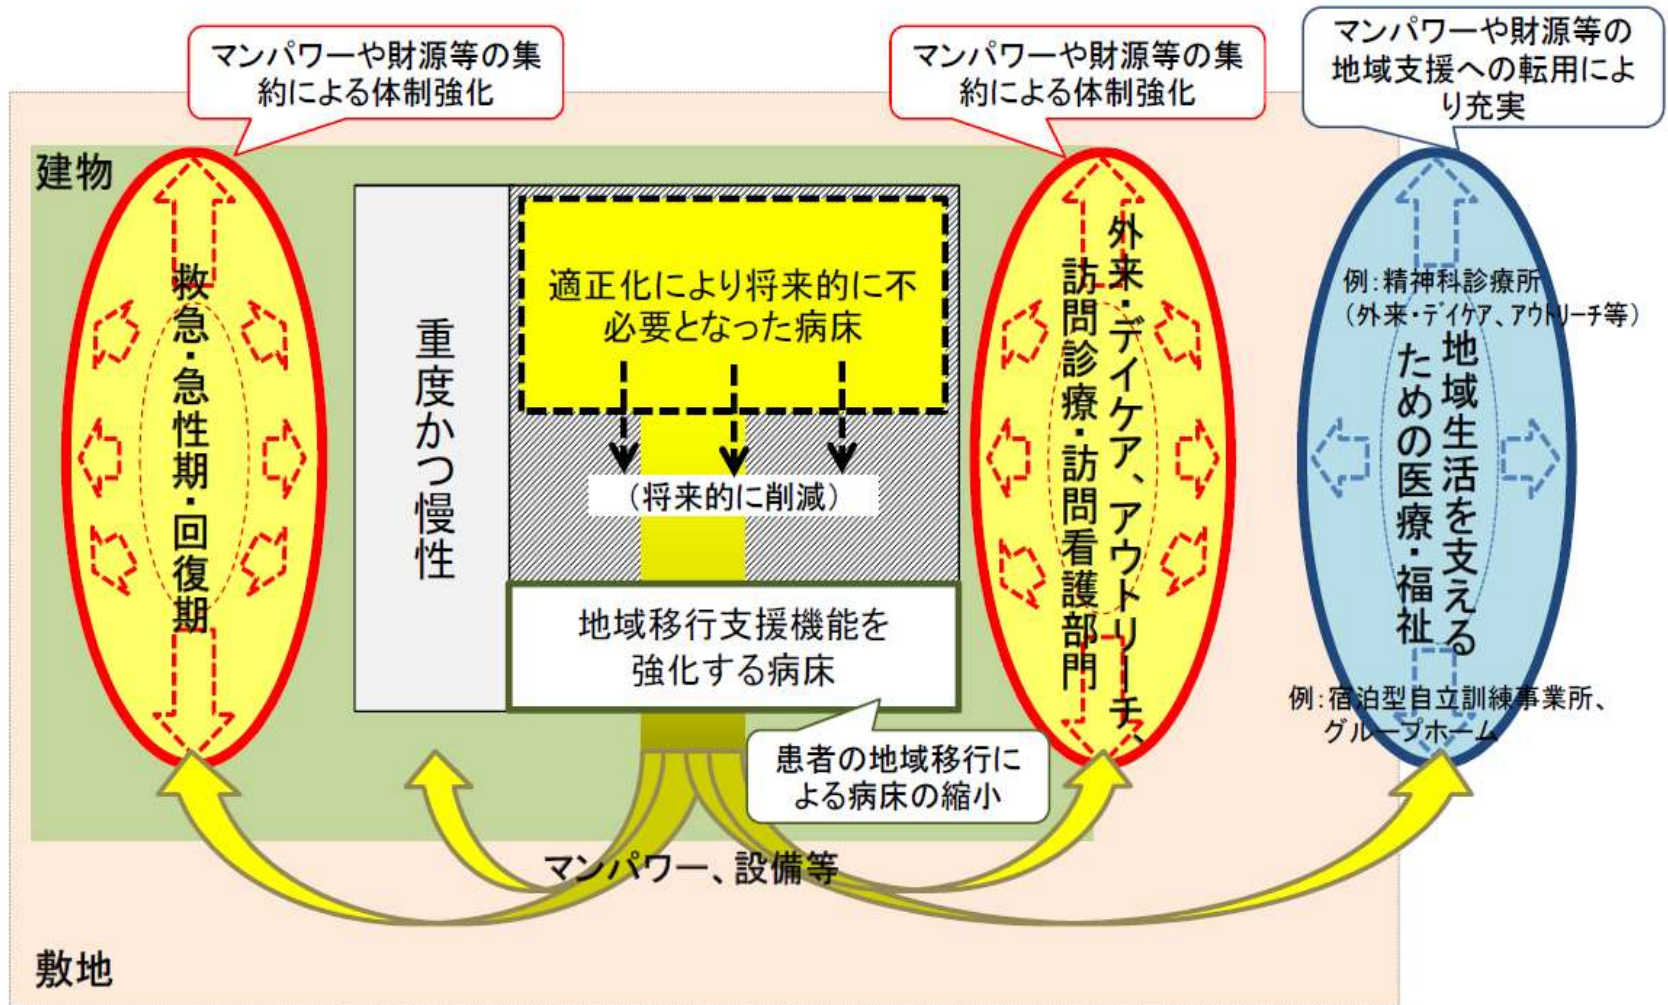 マンパワーや財源等の集
約による体制強化
マンパワーや財源等の集
約による体制強化
マンパワーや財源等の
地域支援への転用によ
り充実
建物
救急・急性期・回復期
重度かつ慢性
適正化により将来的に不
必要となった病床
(将来的に削減)
地域移行支援機能を
強化する病床
患者の地域移行に
よる病床の縮小
外来・デイケア、アウトリーチ、
訪問診療・訪問看護部門
例:精神科診療所
(外来・ﾃﾞｲｹｱ、ｱｳﾄﾘｰﾁ等)
地域生活を支える
ための医療・福祉
例:宿泊型自立訓練事業所、
グループホーム
マンパワー、設備等
敷地